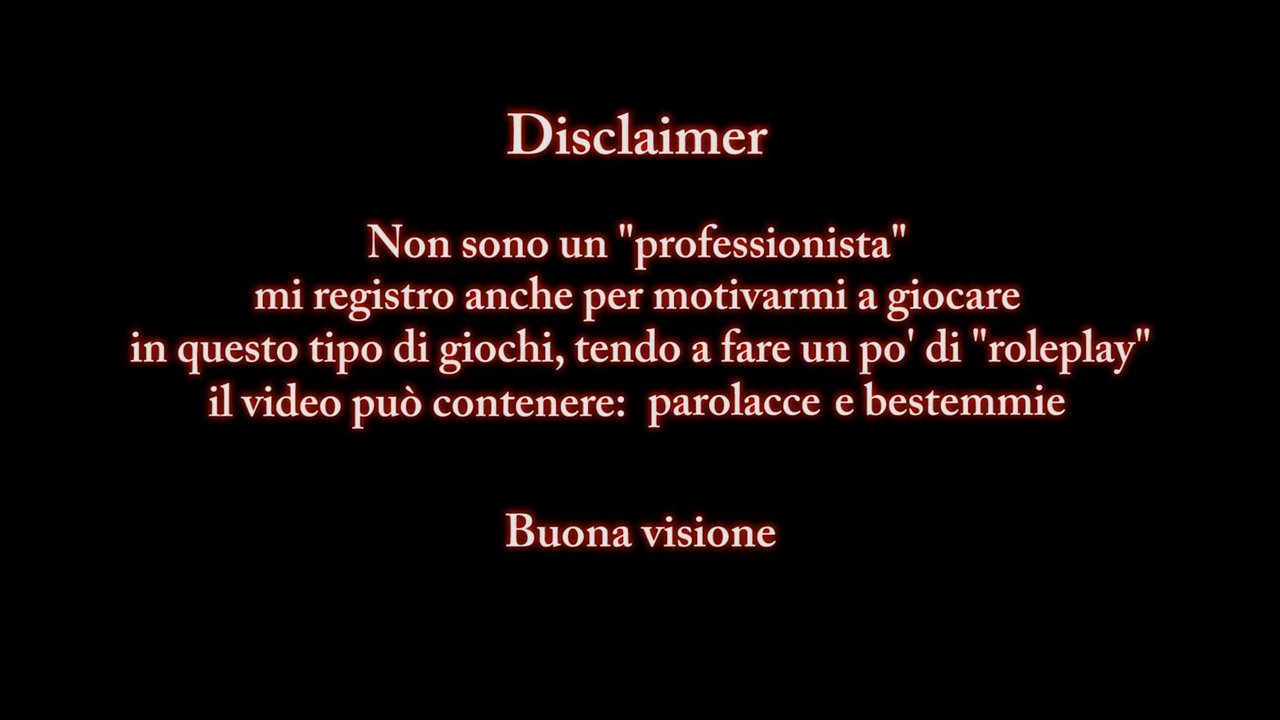 Disclaimer
Non sono un "professionista"
mi registro anche per motivarmi a giocare
in questo tipo di giochi, tendo a fare un po' di "roleplay"
il video può contenere: parolacce e bestemmie
Buona visione